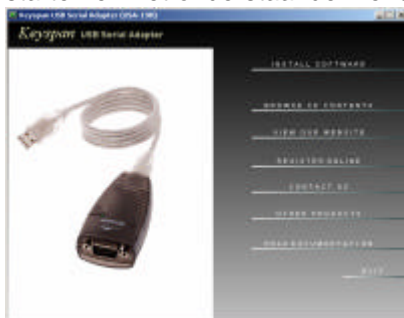 Keyspan USB Serial Adapter (USA-19H)
Keyspan USB Serial Adapter
INSTALL SOFTWARE
BROWSE CD CONTENTS
VIEW OUR WEBSITE
REGISTER ONLINE
CONTACT US
OTHER PRODUCTS
READ DOCUMENTATION
QUIT